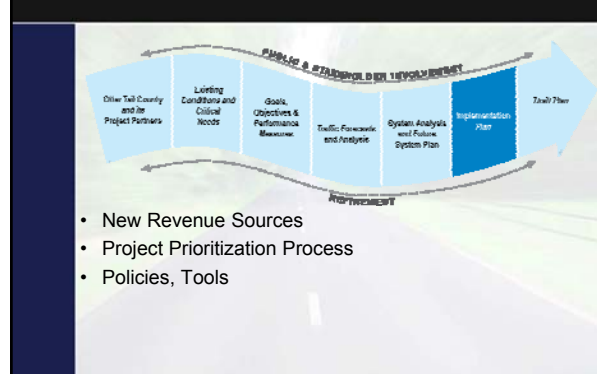 PUBLIC & STAKEHOLDER INVOLVEMENT
Otter Tail County
and its
Project Partners
Existing
Conditions and
Critical
Needs
Goals,
Objectives &
Performance
Measures
Traffic Forecasts
and Analysis
System Analysis
and Future
System Plan
Implementation
Plan
Draft Plan
REFINEMENT
• New Revenue Sources
• Project Prioritization Process
• Policies, Tools